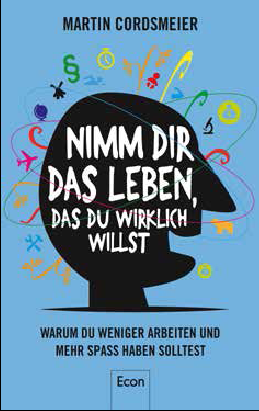 MARTIN CORDSMEIER
§
NIMM DIR
DAS LEBEN,
DAS DU WIRKLICH
WILLST
WARUM DU WENIGER ARBEITEN UND
MEHR SPASS HABEN SOLLTEST
Econ